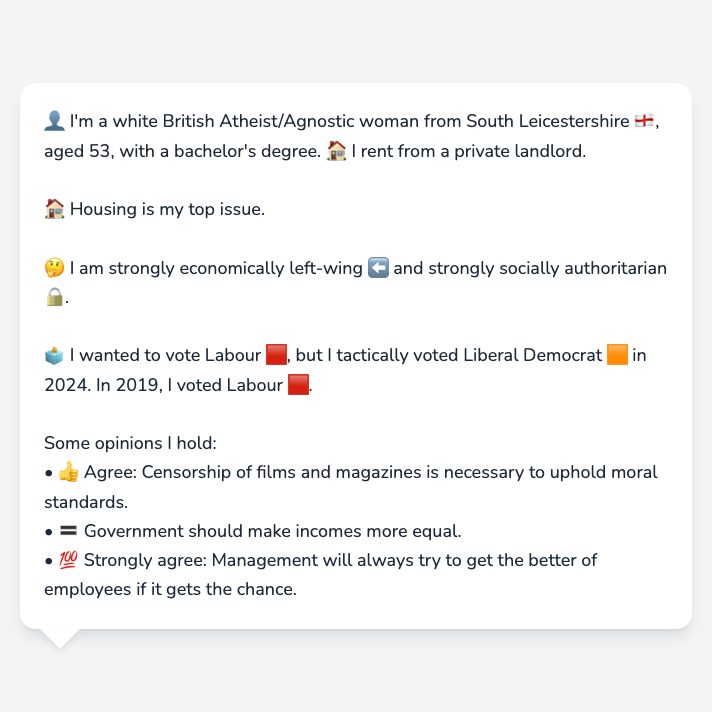 👤 I'm a white British Atheist/Agnostic woman from South Leicestershire 🏴󠁧󠁢󠁥󠁮󠁧󠁿,
aged 53, with a bachelor's degree. 🏠 I rent from a private landlord.
🏠 Housing is my top issue.
🤔 I am strongly economically left-wing ⬅️ and strongly socially authoritarian
🔒.
🗳️ I wanted to vote Labour 🟥, but I tactically voted Liberal Democrat 🟧 in
2024. In 2019, I voted Labour 🟥.
Some opinions I hold:
• 👍 Agree: Censorship of films and magazines is necessary to uphold moral
standards.
• 🟰 Government should make incomes more equal.
• 💯 Strongly agree: Management will always try to get the better of
employees if it gets the chance.